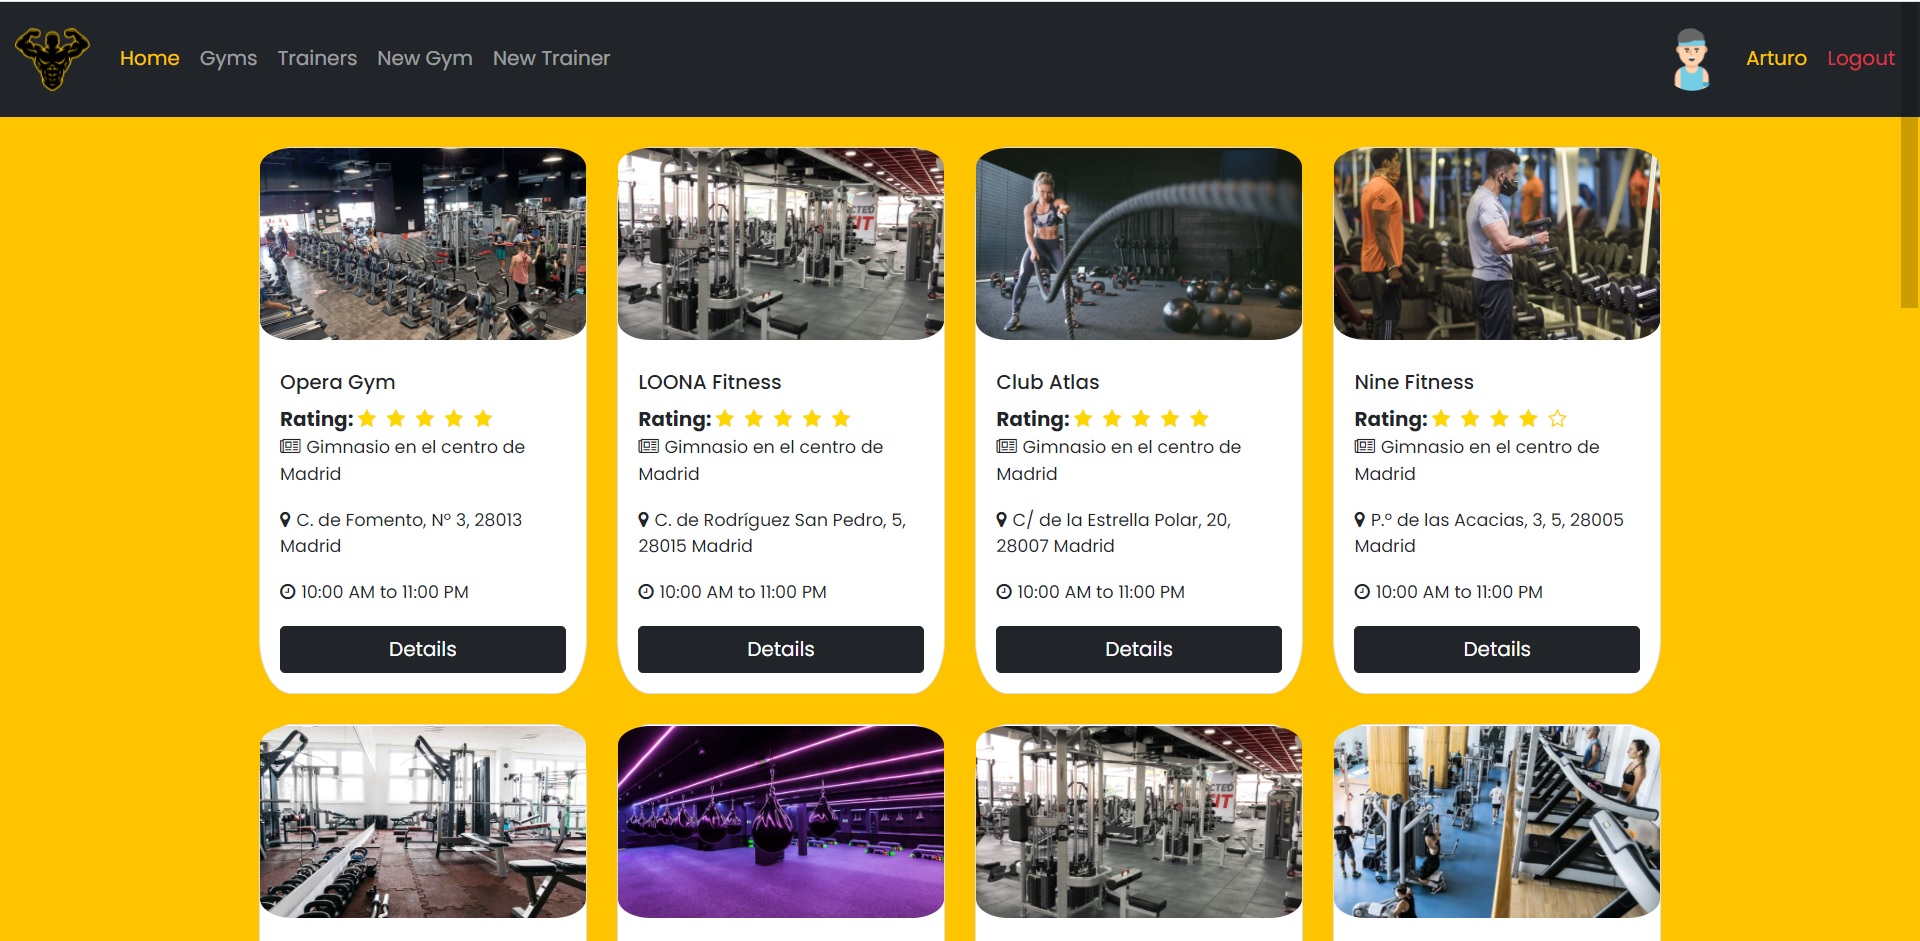 Home Gyms Trainers New Gym New Trainer Arturo Logout
CTED
IT
Opera Gym
Rating:
Gimnasio en el centro de
Madrid
C. de Fomento, Nº 3, 28013
Madrid
10:00 AM to 11:00 PM
Details
LOONA Fitness
Rating:
Gimnasio en el centro de
Madrid
C. de Rodríguez San Pedro, 5,
28015 Madrid
10:00 AM to 11:00 PM
Details
Club Atlas
Rating:
Gimnasio en el centro de
Madrid
C/ de la Estrella Polar, 20,
28007 Madrid
10:00 AM to 11:00 PM
Details
Nine Fitness
Rating:
Gimnasio en el centro de
Madrid
P.º de las Acacias, 3, 5, 28005
Madrid
10:00 AM to 11:00 PM
Details
CTED
IT